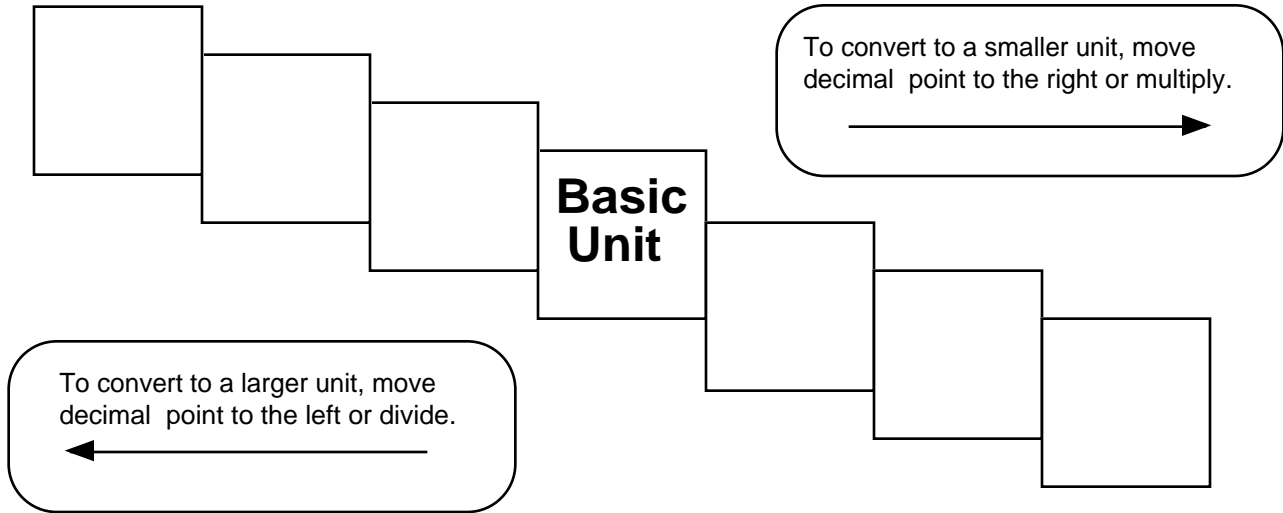 To convert to a smaller unit, move
decimal  point to the right or multiply.
Basic
Unit
To convert to a larger unit, move
decimal  point to the left or divide.